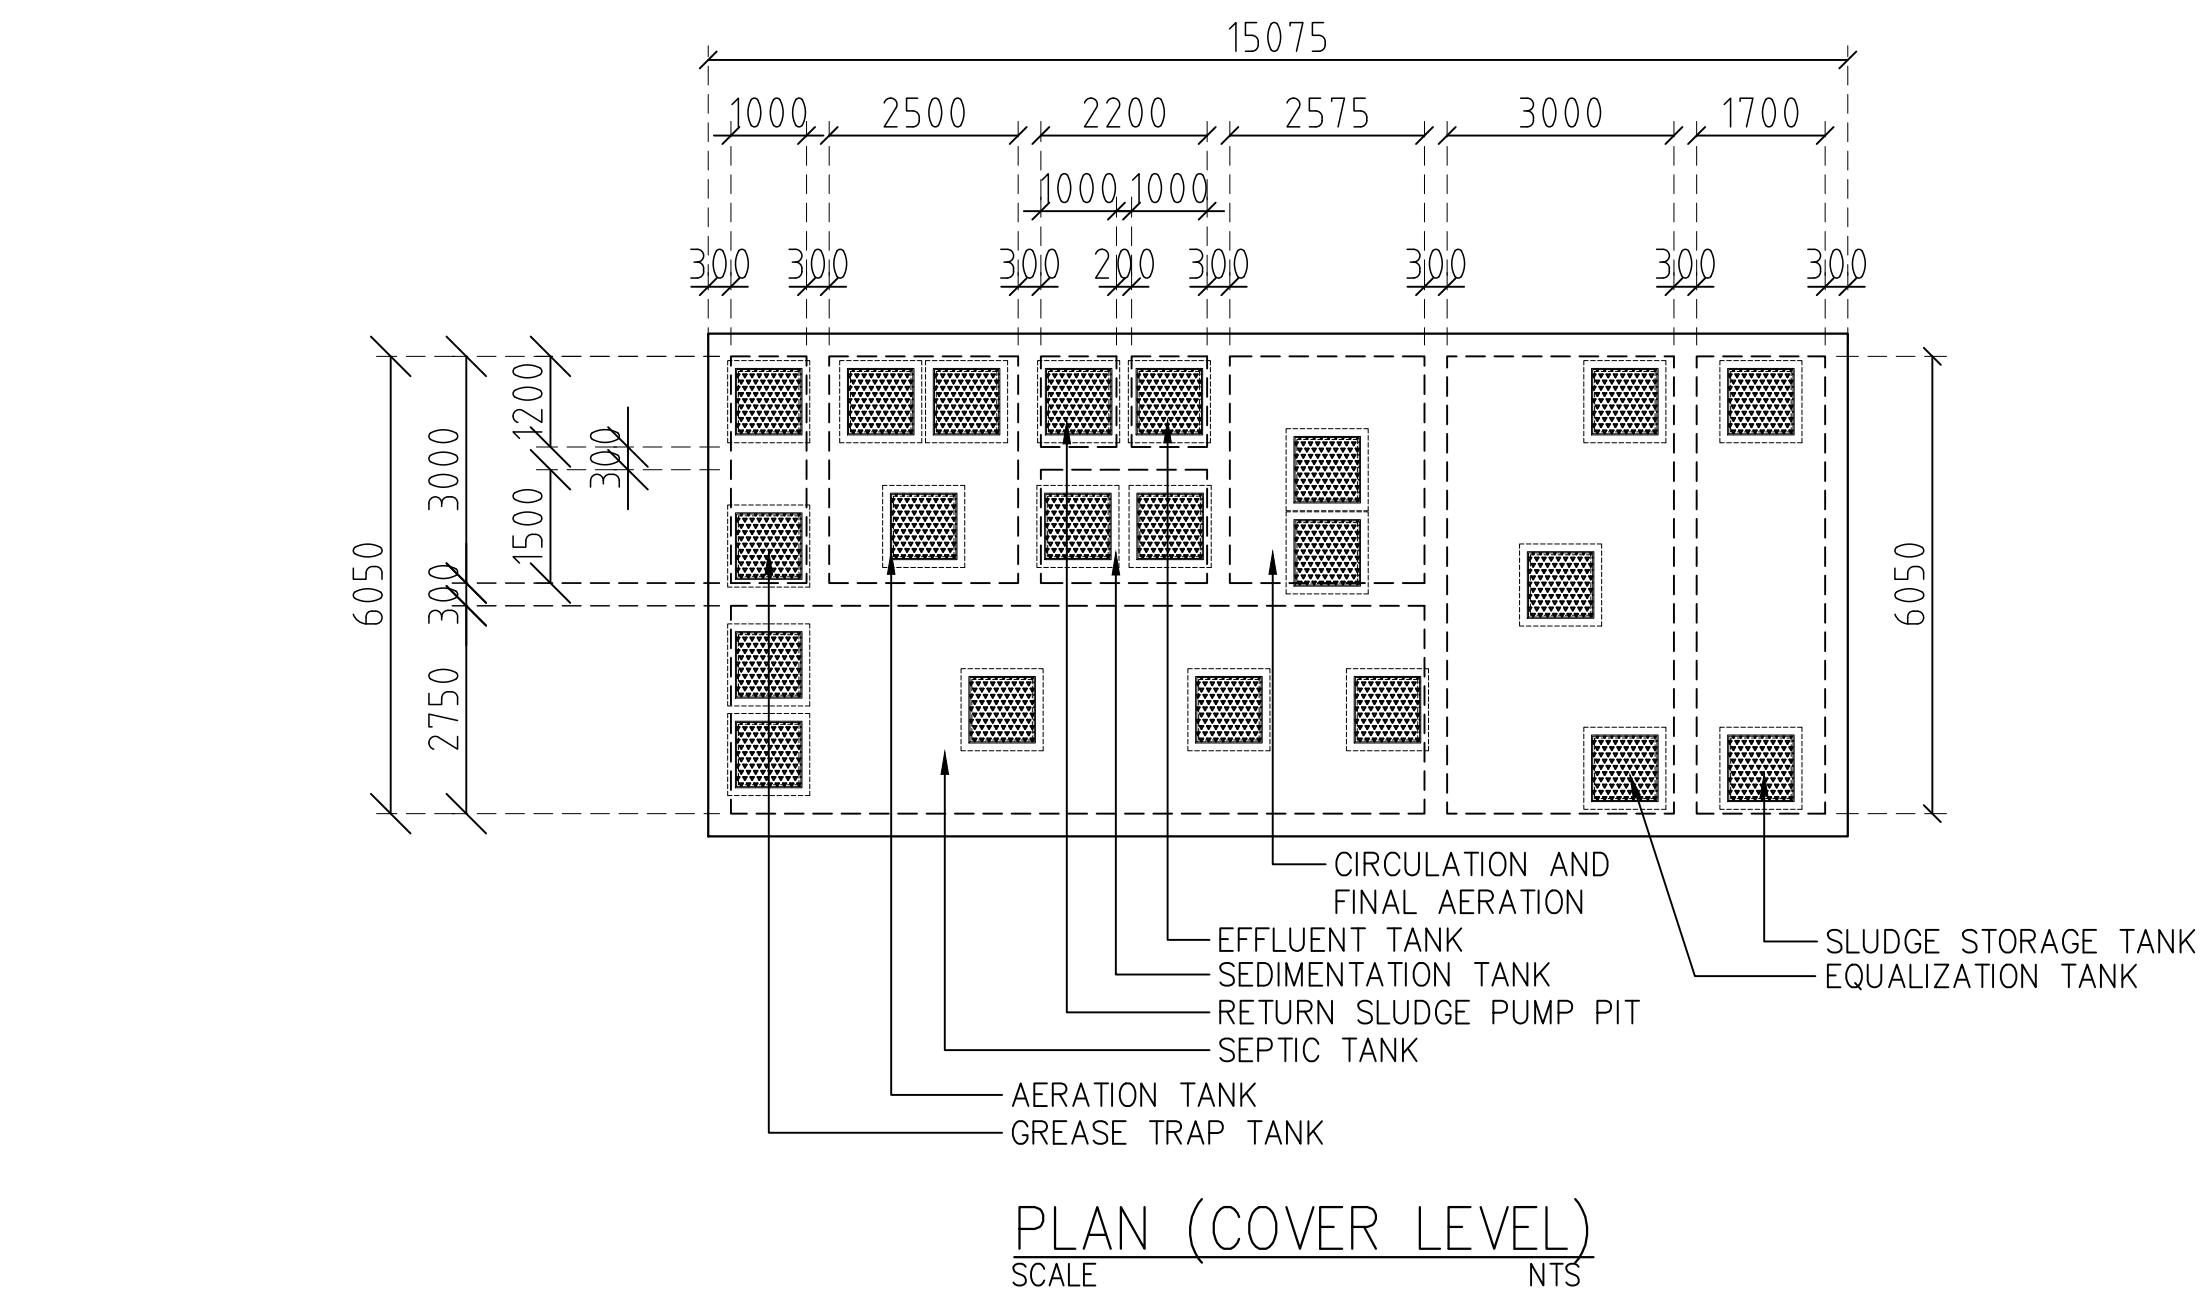 15075
1000 2500 2200 2575 3000 1700
1000 1000
300 300 300 200 300 300 300 300
6050
3000
300
2750
1200
1500
300
6050
CIRCULATION AND
FINAL AERATION
EFFLUENT TANK
SEDIMENTATION TANK
RETURN SLUDGE PUMP PIT
SEPTIC TANK
AERATION TANK
GREASE TRAP TANK
SLUDGE STORAGE TANK
EQUALIZATION TANK
PLAN (COVER LEVEL)
SCALE NTS